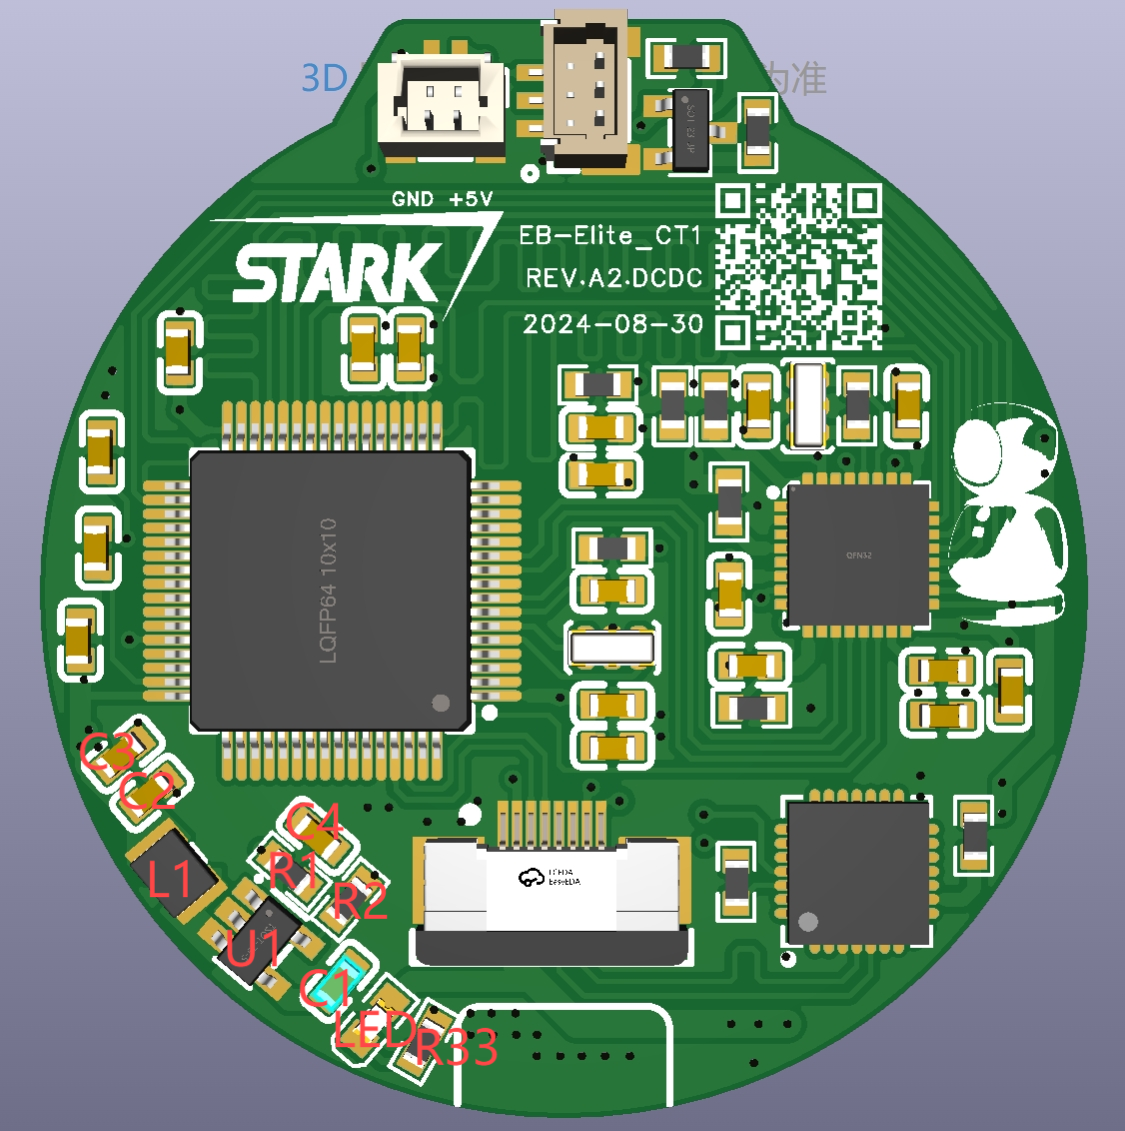 3D
为准
GND +5V
STARK
EB-Elite_CT1
REV.A2.DCDC
2024-08-30
LQFP64 10x10
QFN32
C3
C2
C4
L1
R1
R2
U1
C1
LED
R33